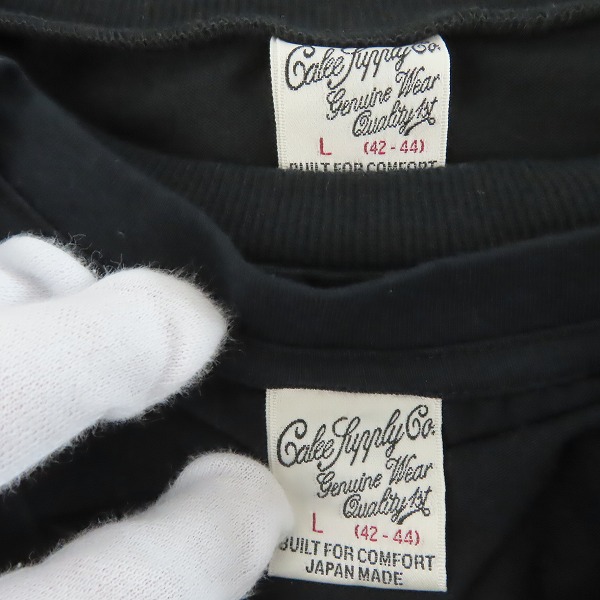 Calee Supply Co.
Genuine Wear
Quality 1st
L (42-44)
BUILT FOR COMFORT
Calee Supply Co.
Genuine Wear
Quality 1st
L (42-44)
BUILT FOR COMFORT
JAPAN MADE